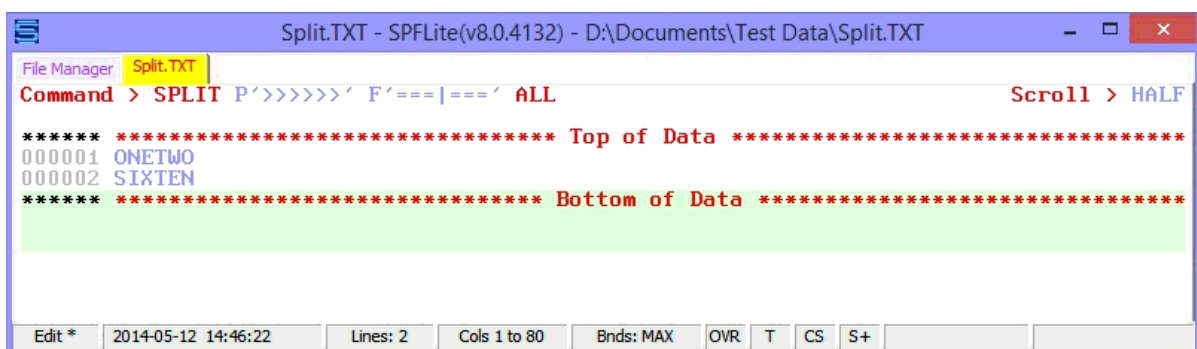 Split.TXT - SPFLite(v8.0.4132) - D:\Documents\Test Data\Split.TXT
File Manager Split.TXT
Command > SPLIT P'>>>>>>' F'===|===' ALL Scroll > HALF
****** ********************************* Top of Data **********************************
000001 ONETWO
000002 SIXTEN
****** ******************************** Bottom of Data ********************************
Edit * 2014-05-12 14:46:22 Lines: 2 Cols 1 to 80 Bnds: MAX OVR T CS S+